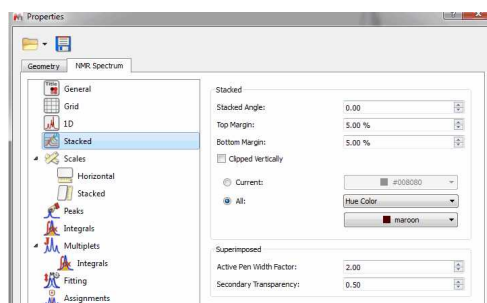 Properties
Geometry
NMR Spectrum
Title
General
Grid
1D
Stacked
Scales
Horizontal
Stacked
Peaks
Integrals
Multiplets
Integrals
Fitting
Assignments
Stacked
Stacked Angle: 0.00
Top Margin: 5.00 %
Bottom Margin: 5.00 %
Clipped Vertically
Current: #008080
All: Hue Color
maroon
Superimposed
Active Pen Width Factor: 2.00
Secondary Transparency: 0.50